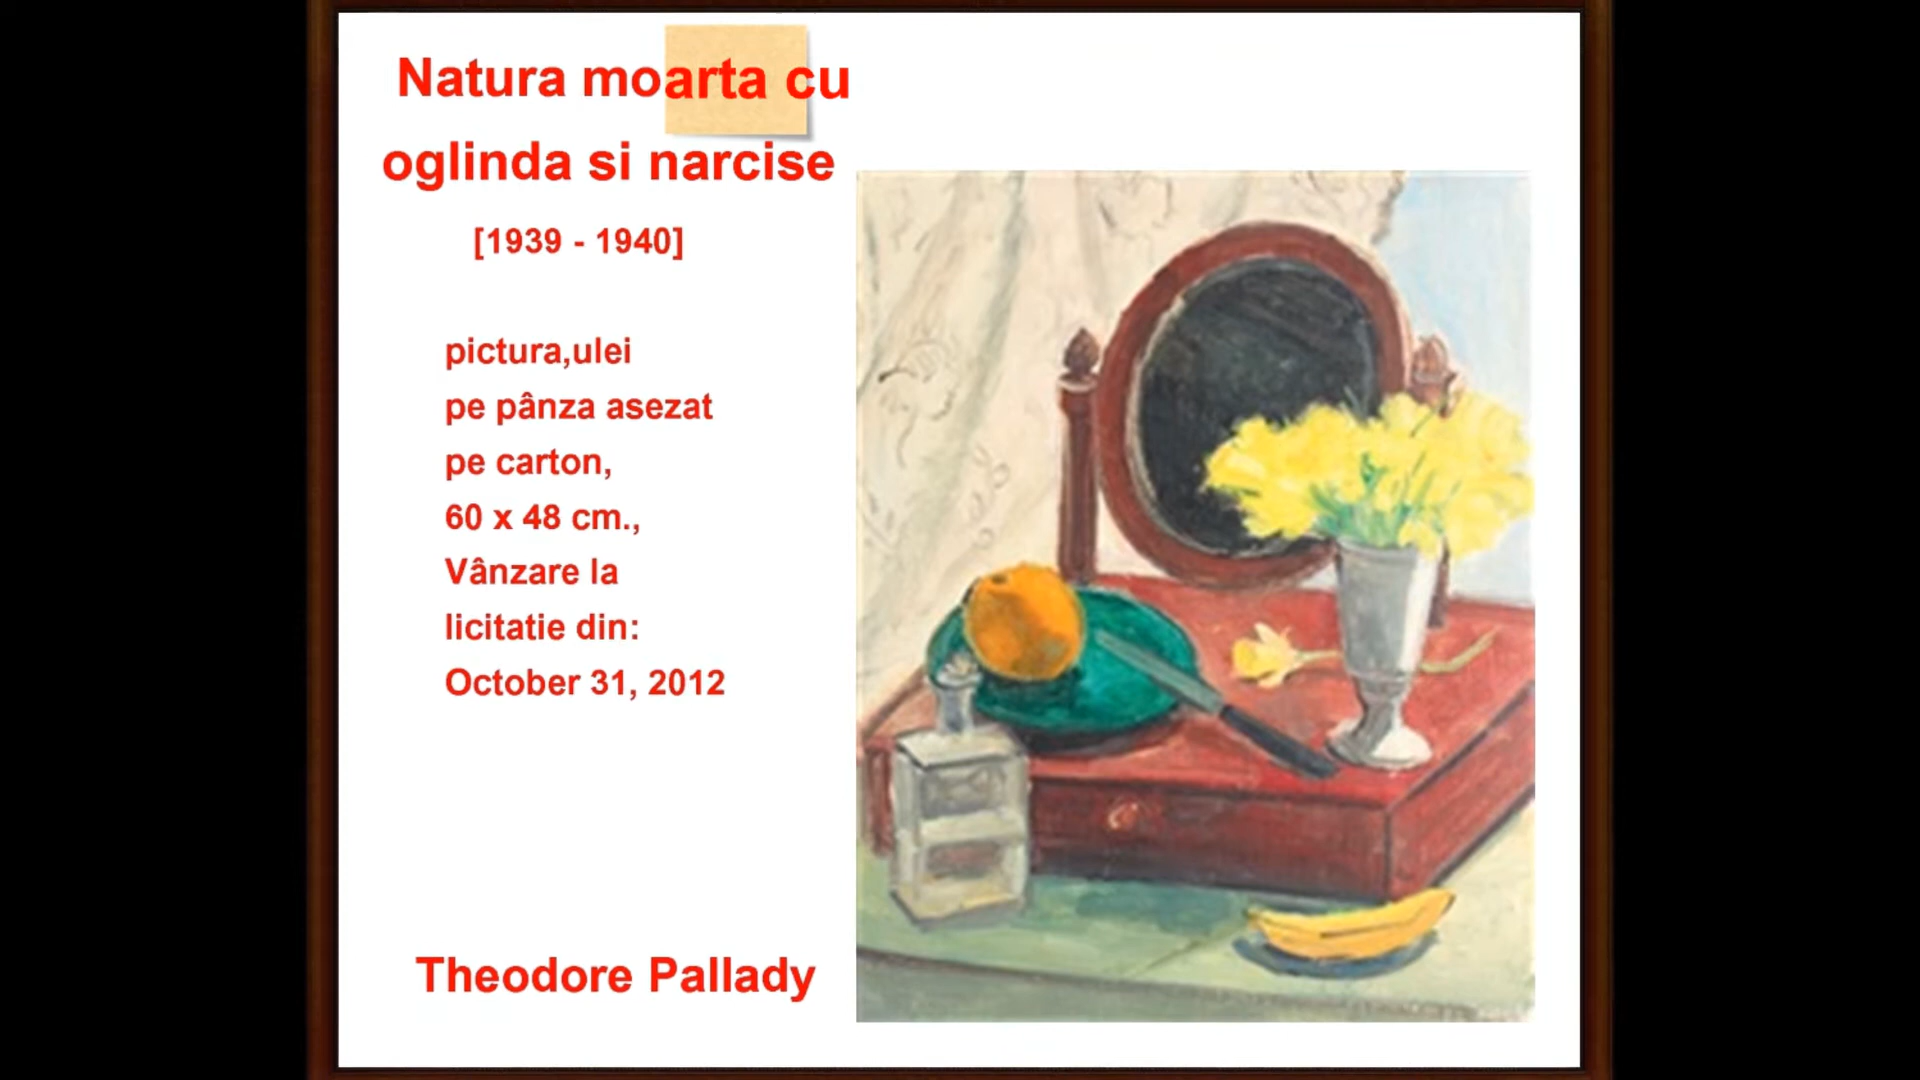 Natura moarta cu
oglinda si narcise
[1939 - 1940]
pictura,ulei
pe pânza asezat
pe carton,
60 x 48 cm.,
Vânzare la
licitatie din:
October 31, 2012
Theodore Pallady